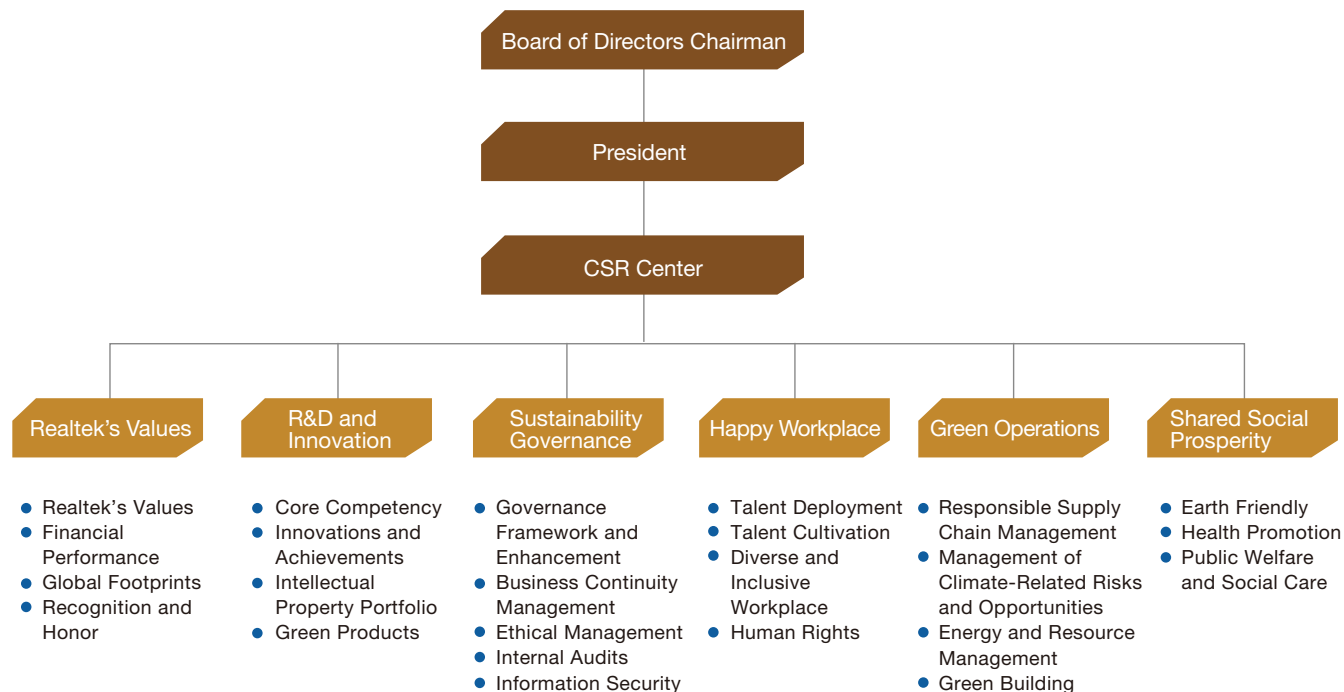 Board of Directors Chairman
President
CSR Center
Realtek's Values
R&D and
Innovation
Sustainability
Governance
Happy Workplace
Green Operations
Shared Social
Prosperity
Realtek's Values
Financial
Performance
Global Footprints
Recognition and
Honor
Core Competency
Innovations and
Achievements
Intellectual
Property Portfolio
Green Products
Governance
Framework and
Enhancement
Business Continuity
Management
Ethical Management
Internal Audits
Information Security
Talent Deployment
Talent Cultivation
Diverse and
Inclusive
Workplace
Human Rights
Responsible Supply
Chain Management
Management of
Climate-Related Risks
and Opportunities
Energy and Resource
Management
Green Building
Earth Friendly
Health Promotion
Public Welfare
and Social Care